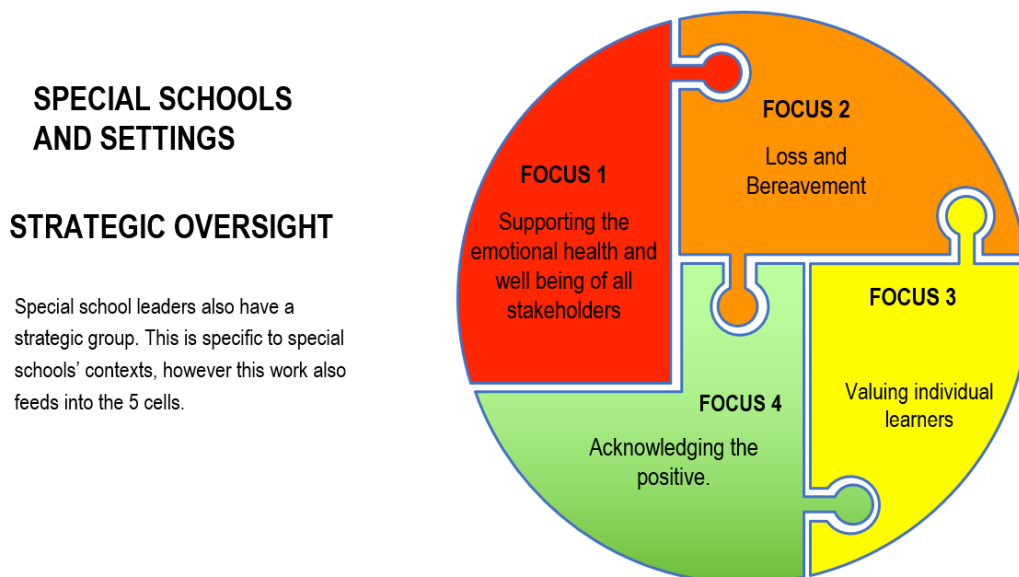 SPECIAL SCHOOLS
AND SETTINGS
STRATEGIC OVERSIGHT
Special school leaders also have a
strategic group. This is specific to special
schools’ contexts, however this work also
feeds into the 5 cells.
FOCUS 1
Supporting the
emotional health and
well being of all
stakeholders
FOCUS 2
Loss and
Bereavement
FOCUS 3
Valuing individual
learners
FOCUS 4
Acknowledging the
positive.